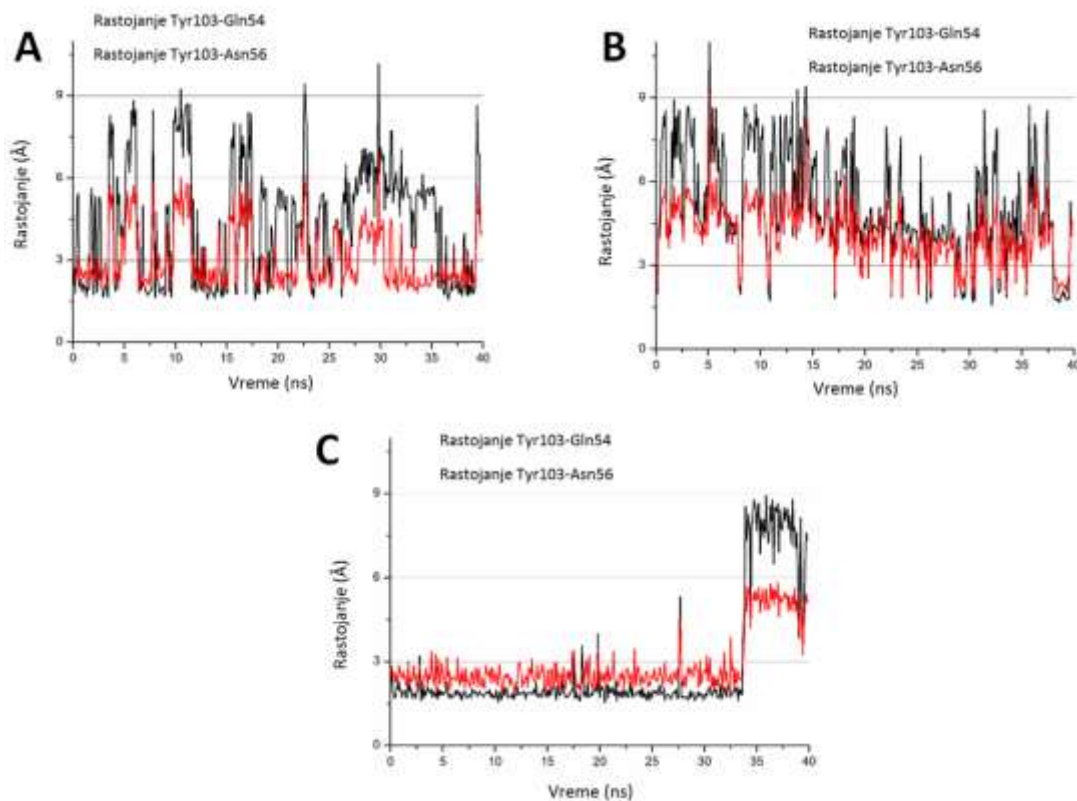 A
Rastojanje Tyr103-Gln54
Rastojanje Tyr103-Asn56
Rastojanje (Å)
9
6
3
0
0 5 10 15 20 25 30 35 40
Vreme (ns)
B
Rastojanje Tyr103-Gln54
Rastojanje Tyr103-Asn56
Rastojanje (Å)
9
6
3
0
0 5 10 15 20 25 30 35 40
Vreme (ns)
C
Rastojanje Tyr103-Gln54
Rastojanje Tyr103-Asn56
Rastojanje (Å)
9
6
3
0
0 5 10 15 20 25 30 35 40
Vreme (ns)